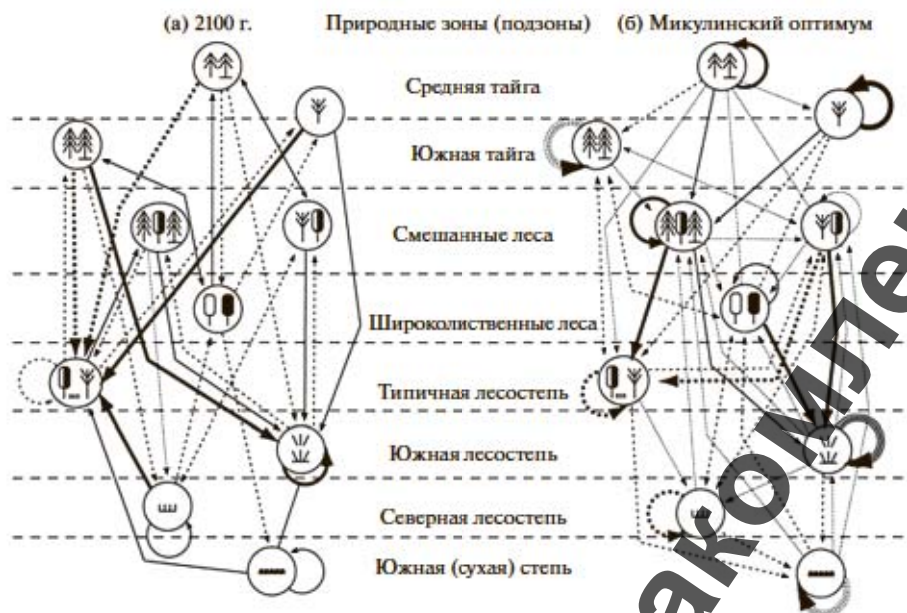 (а) 2100 г. Природные зоны (подзоны) (б) Микулинский оптимум
Средняя тайга
Южная тайга
Смешанные леса
Широколиственные леса
Типичная лесостепь
Южная лесостепь
Северная лесостепь
Южная (сухая) степь